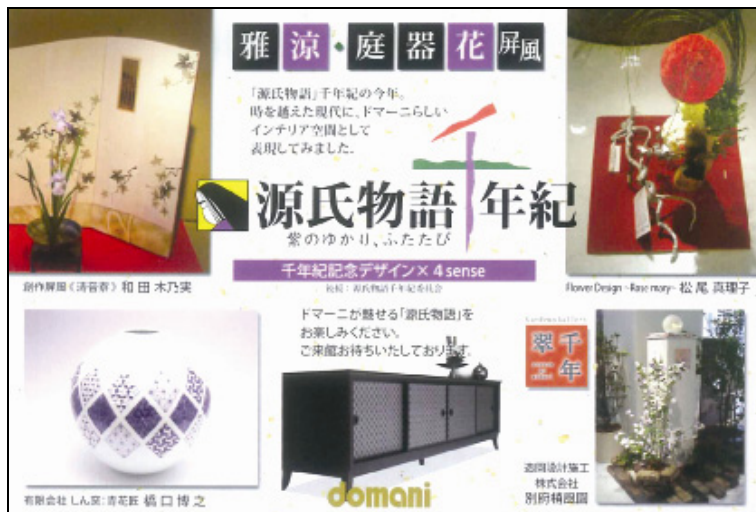 雅涼・庭器花屏風
「源氏物語」千年紀の今年。
時を越えた現代に、ドマーニらしい
インテリア空間として
表現してみました。
源氏物語千年紀
紫のゆかり、ふたたび
千年紀記念デザイン×4 sense
後援：源氏物語千年紀委員会
創作屏風《清音寮》和田 木乃実
Flower Design ~Rose mary~ 松尾 真理子
ドマーニが魅せる「源氏物語」を
お楽しみください。
ご来館お待ちいたしております。
千年
翠
有限会社 しん窯：青花匠 橋口博之
domani
造園設計施工
株式会社
別府梢風園